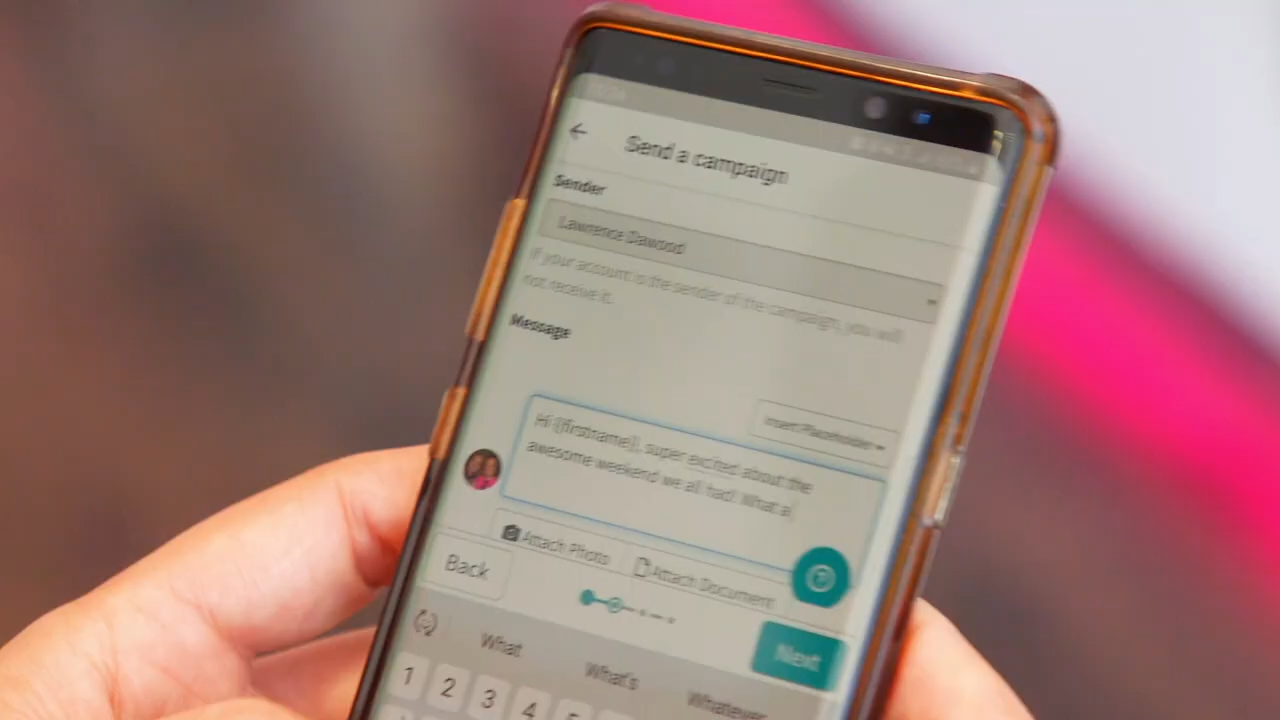 Send a campaign
Sender
Lawrence Dawood
If your account is the sender of the campaign, you will
not receive it.
Message
Insert Placeholder
Hi {{firstname}}, super excited about the
awesome weekend we all had! What a
Attach Photo Attach Document
Back
Next
What What's Whatever
1 2 3 4 5